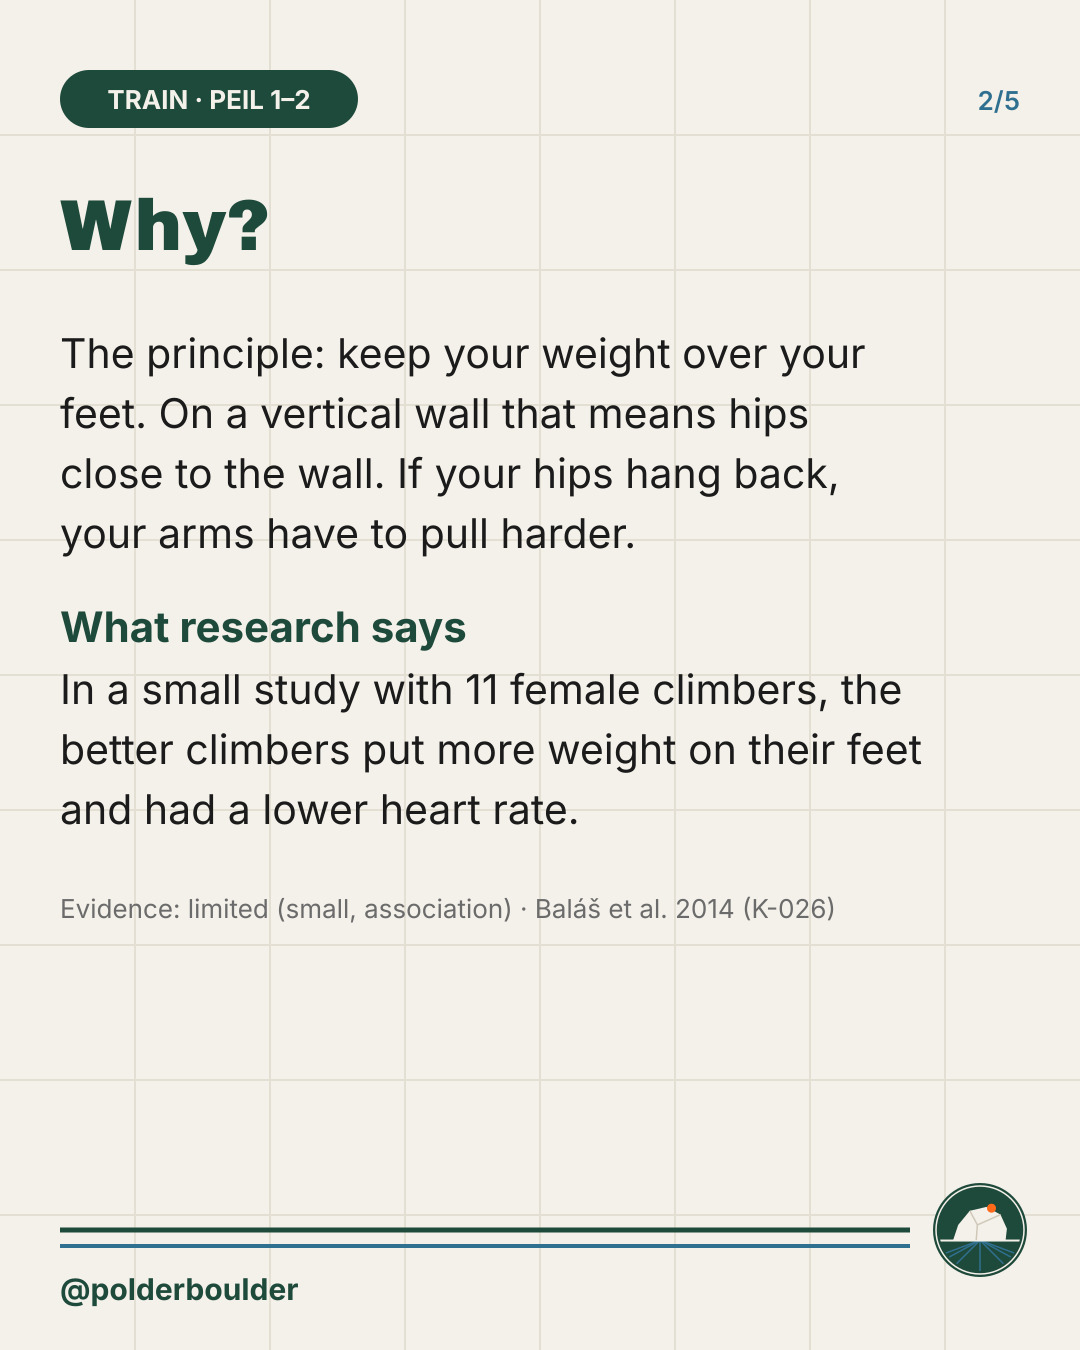 TRAIN · PEIL 1–2
2/5
Why?
The principle: keep your weight over your
feet. On a vertical wall that means hips
close to the wall. If your hips hang back,
your arms have to pull harder.
What research says
In a small study with 11 female climbers, the
better climbers put more weight on their feet
and had a lower heart rate.
Evidence: limited (small, association) · Baláš et al. 2014 (K-026)
@polderboulder